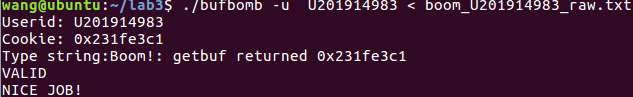 wang@ubuntu:~/lab3$ ./bufbomb -u  U201914983 < boom_U201914983_raw.txt
Userid: U201914983
Cookie: 0x231fe3c1
Type string:Boom!: getbuf returned 0x231fe3c1
VALID
NICE JOB!